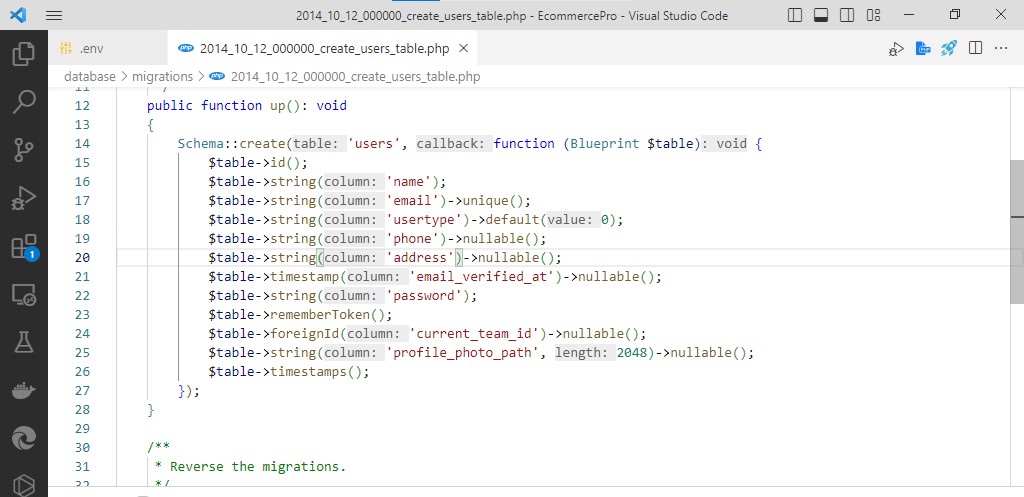 2014_10_12_000000_create_users_table.php - EcommercePro - Visual Studio Code
.env
php 2014_10_12_000000_create_users_table.php
database > migrations > php 2014_10_12_000000_create_users_table.php
11
12 public function up(): void
13 {
14 Schema::create(table: 'users', callback: function (Blueprint $table): void {
15 $table->id();
16 $table->string(column: 'name');
17 $table->string(column: 'email')->unique();
18 $table->string(column: 'usertype')->default(value: 0);
19 $table->string(column: 'phone')->nullable();
20 $table->string(column: 'address')->nullable();
21 $table->timestamp(column: 'email_verified_at')->nullable();
22 $table->string(column: 'password');
23 $table->rememberToken();
24 $table->foreignId(column: 'current_team_id')->nullable();
25 $table->string(column: 'profile_photo_path', length: 2048)->nullable();
26 $table->timestamps();
27 });
28 }
29
30 /**
31 * Reverse the migrations.
32 */
1